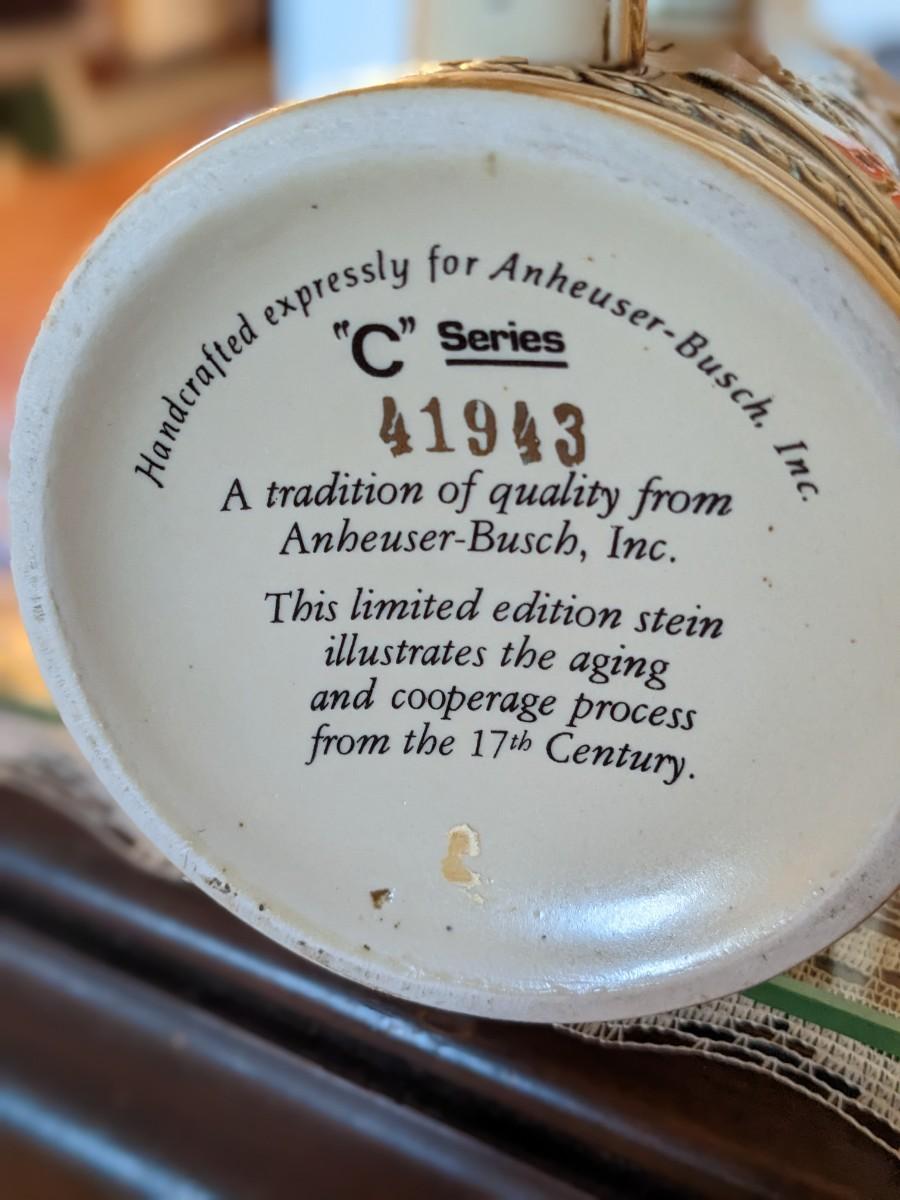 Handcrafted expressly for Anheuser-Busch, Inc.
"C" Series
41943
A tradition of quality from
Anheuser-Busch, Inc.
This limited edition stein
illustrates the aging
and cooperage process
from the 17th Century.